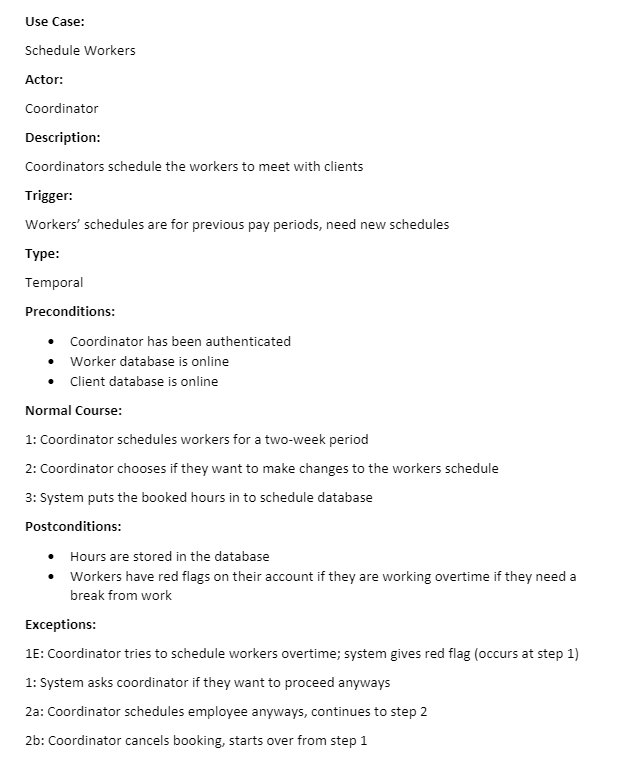 Use Case:
Schedule Workers
Actor:
Coordinator
Description:
Coordinators schedule the workers to meet with clients
Trigger:
Workers’ schedules are for previous pay periods, need new schedules
Type:
Temporal
Preconditions:
• Coordinator has been authenticated
• Worker database is online
• Client database is online
Normal Course:
1: Coordinator schedules workers for a two-week period
2: Coordinator chooses if they want to make changes to the workers schedule
3: System puts the booked hours in to schedule database
Postconditions:
• Hours are stored in the database
• Workers have red flags on their account if they are working overtime if they need a
break from work
Exceptions:
1E: Coordinator tries to schedule workers overtime; system gives red flag (occurs at step 1)
1: System asks coordinator if they want to proceed anyways
2a: Coordinator schedules employee anyways, continues to step 2
2b: Coordinator cancels booking, starts over from step 1